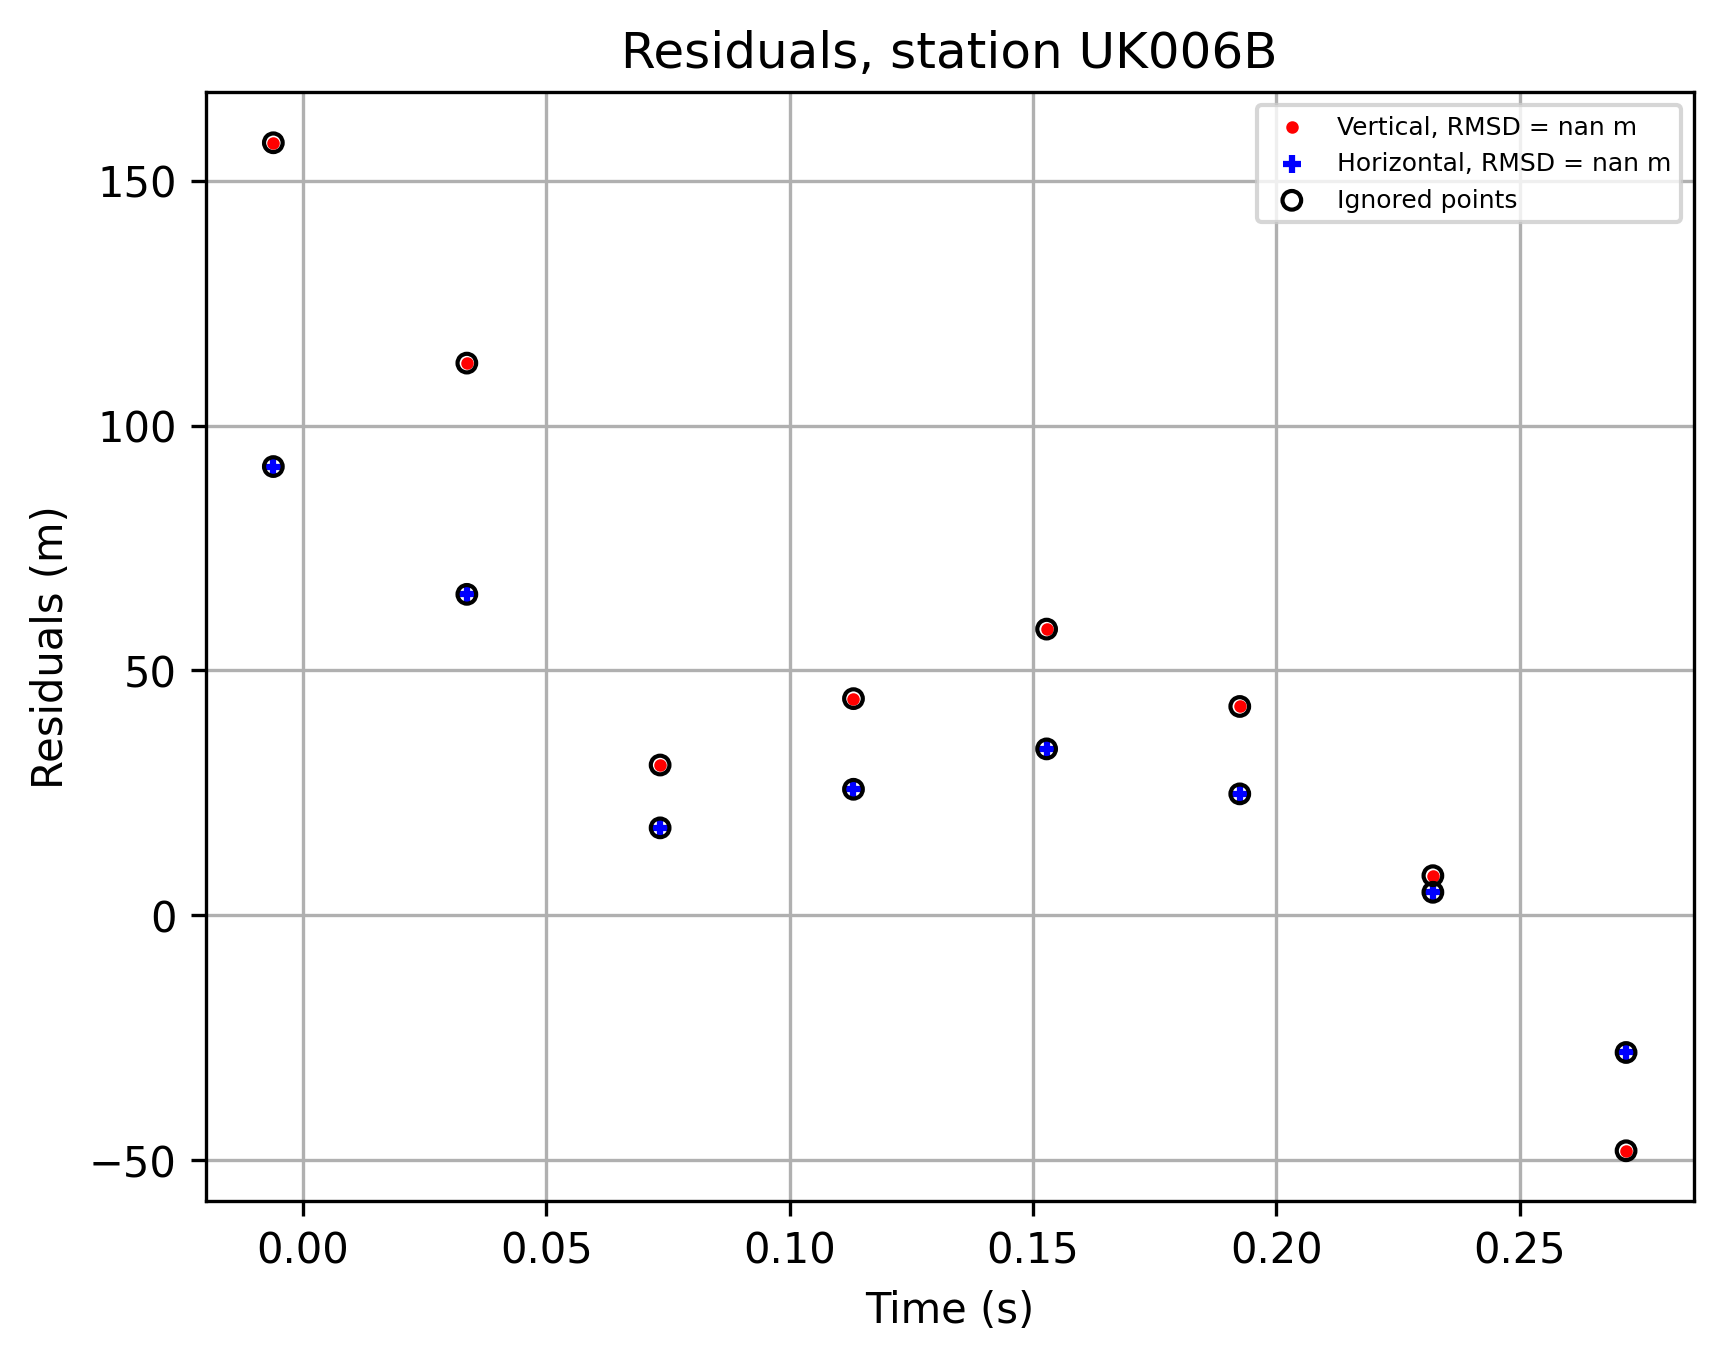 Residuals, station UK006B
Vertical, RMSD = nan m
Horizontal, RMSD = nan m
Ignored points
Residuals (m)
150
100
50
0
−50
0.00 0.05 0.10 0.15 0.20 0.25
Time (s)